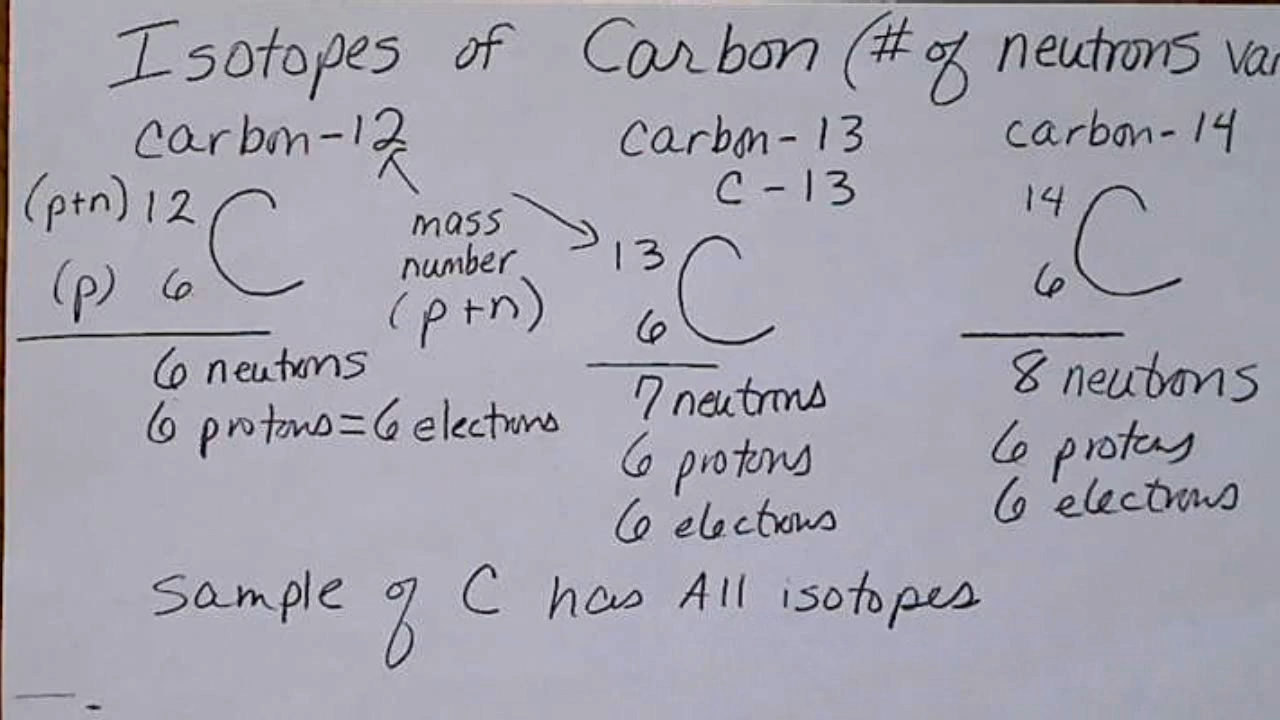 Isotopes of Carbon (# of neutrons var
carbon-12
(p+n) 12 C
(p) 6
6 neutrons
6 protons=6 electrons
mass
number
(p+n)
carbon-13
C-13
13 C
6
7 neutrons
6 protons
6 electrons
carbon-14
14 C
6
8 neutrons
6 protons
6 electrons
Sample of C has All isotopes